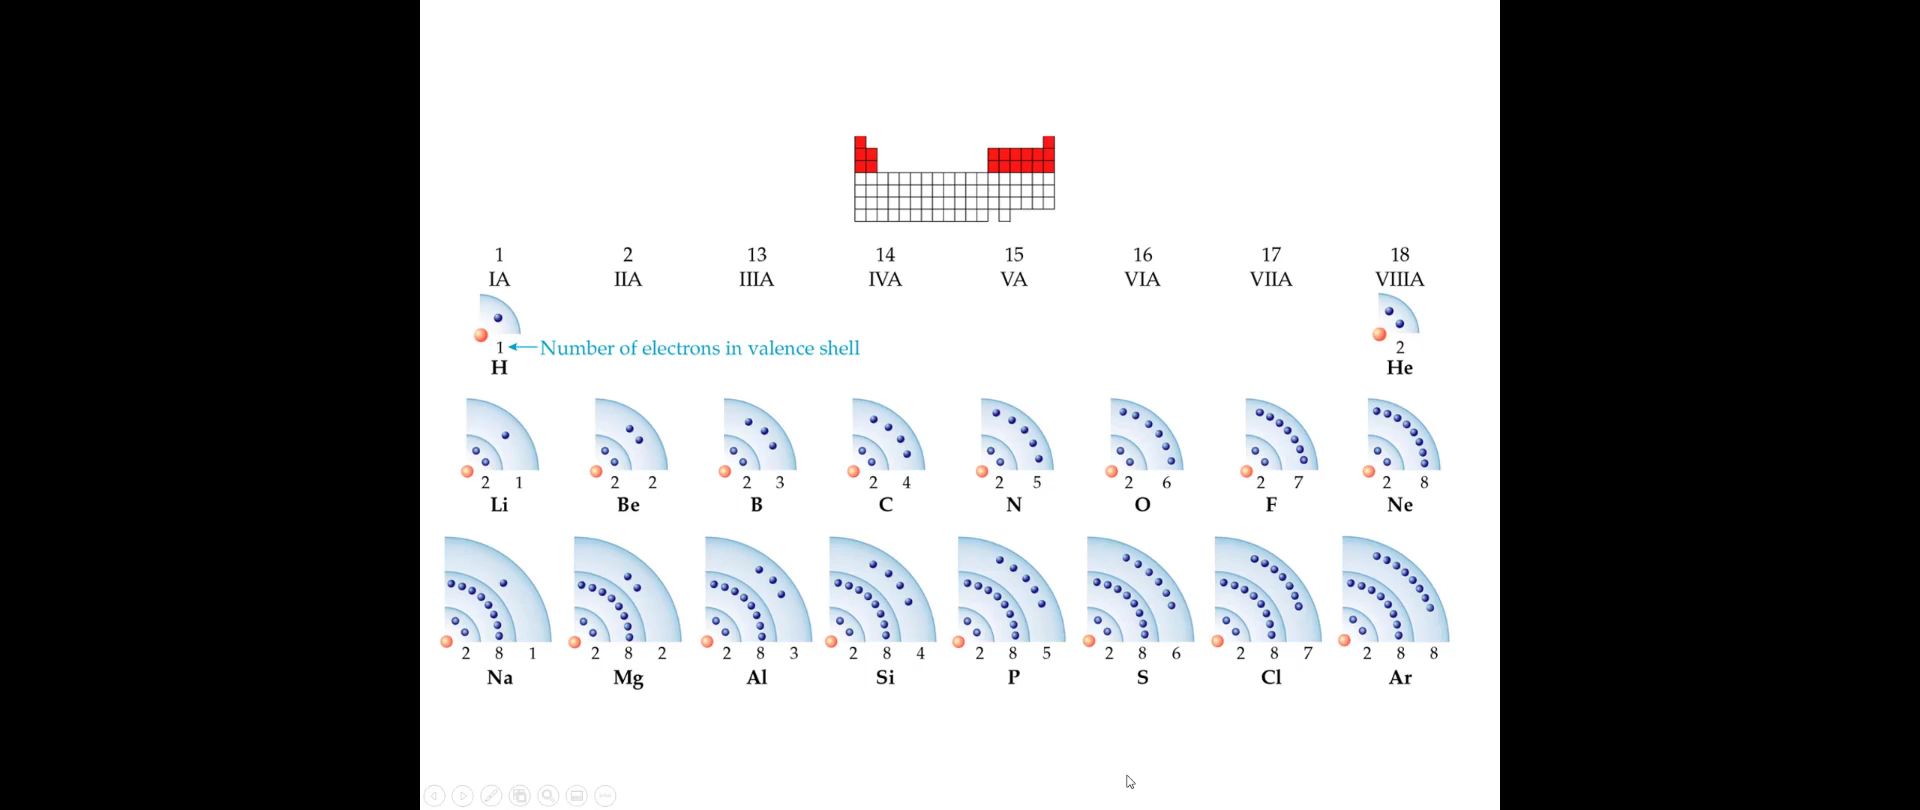 1 2 13 14 15 16 17 18
IA IIA IIIA IVA VA VIA VIIA VIIIA
1 Number of electrons in valence shell 2
H He
2 1 2 2 2 3 2 4 2 5 2 6 2 7 2 8
Li Be B C N O F Ne
2 8 1 2 8 2 2 8 3 2 8 4 2 8 5 2 8 6 2 8 7 2 8 8
Na Mg Al Si P S Cl Ar